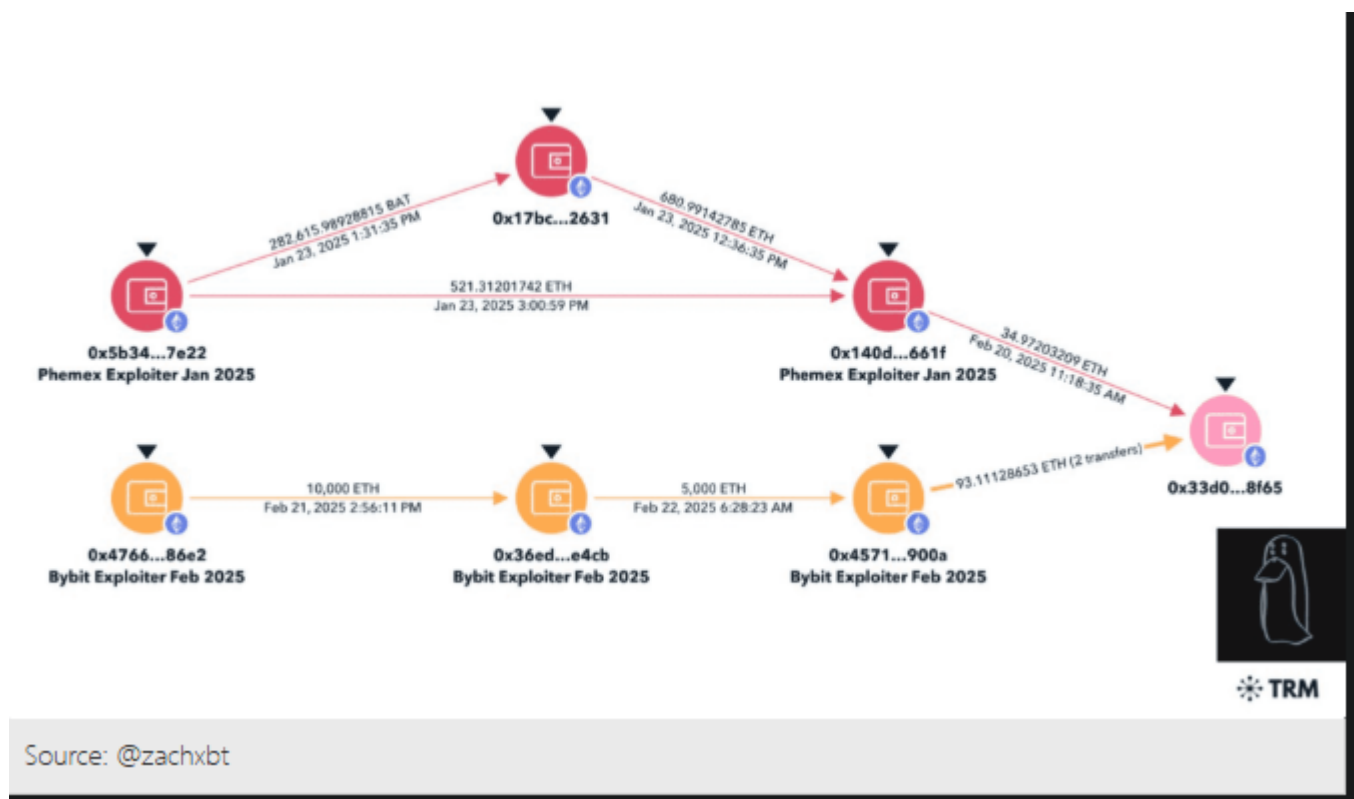 282,615.98928815 BAT
Jan 23, 2025 1:31:35 PM
0x17bc...2631
680.99142785 ETH
Jan 23, 2025 12:36:35 PM
521.31201742 ETH
Jan 23, 2025 3:00:59 PM
0x5b34...7e22
Phemex Exploiter Jan 2025
0x140d...661f
Phemex Exploiter Jan 2025
34.97203209 ETH
Feb 20, 2025 11:18:35 AM
0x33d0...8f65
10,000 ETH
Feb 21, 2025 2:56:11 PM
5,000 ETH
Feb 22, 2025 6:28:23 AM
93.11128653 ETH (2 transfers)
0x4766...86e2
Bybit Exploiter Feb 2025
0x36ed...e4cb
Bybit Exploiter Feb 2025
0x4571...900a
Bybit Exploiter Feb 2025
TRM
Source: @zachxbt